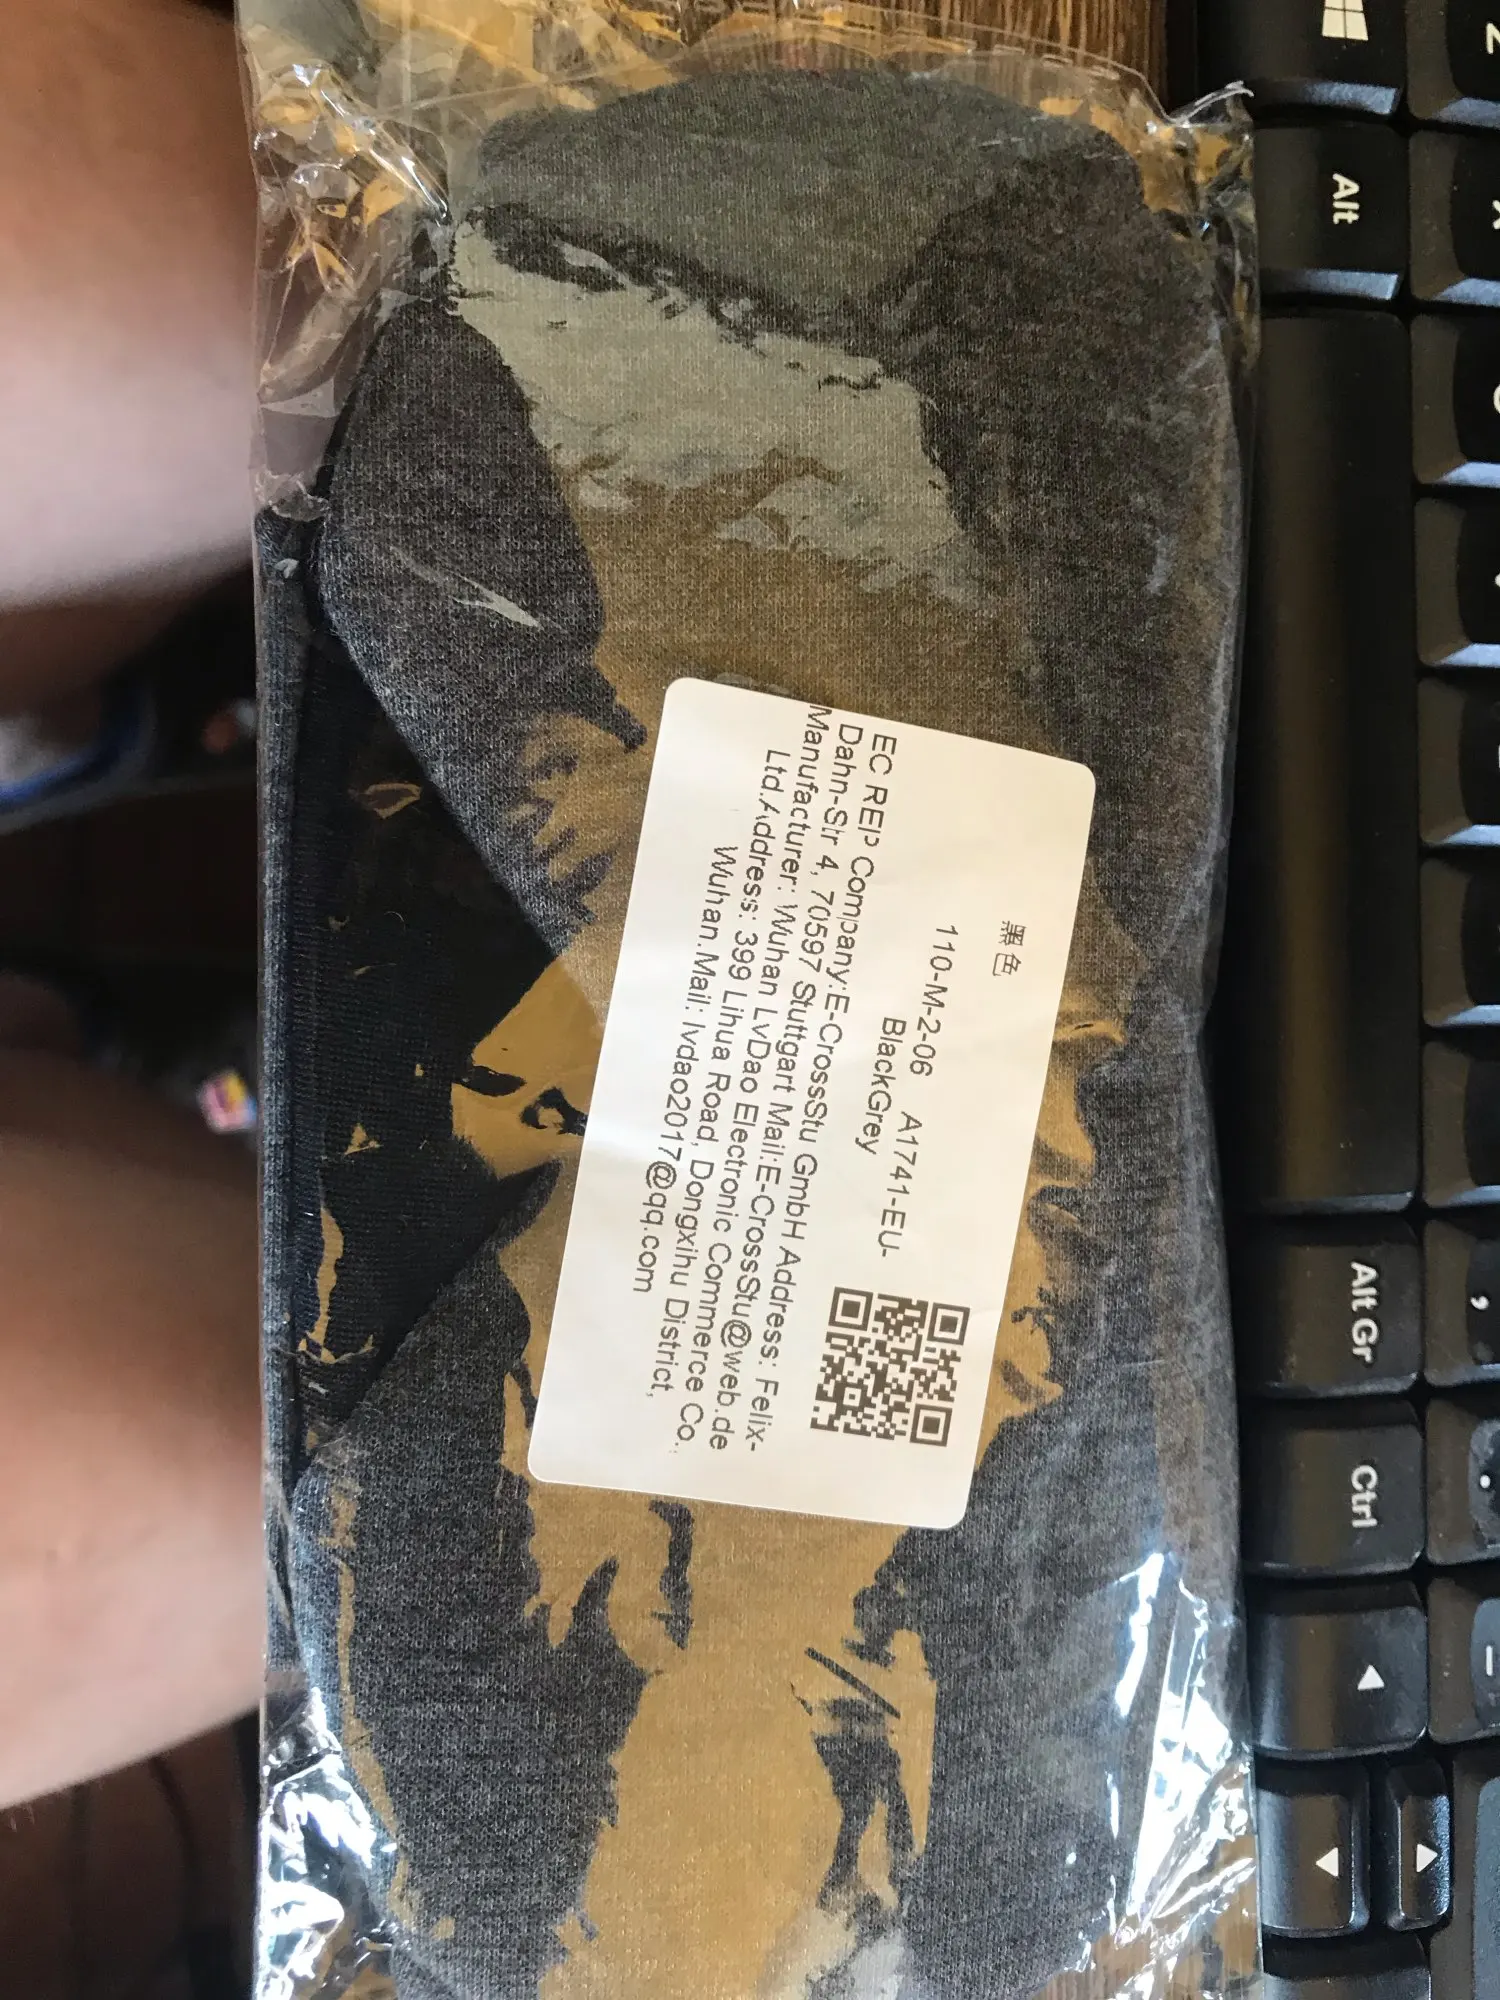 黑色
110-M-2-06 A1741-EU-
BlackGrey
EC REP Company:E-CrossStu GmbH Address: Felix-
Dahn-Str 4, 70597 Stuttgart Mail:E-CrossStu@web.de
Manufacturer: Wuhan LvDao Electronic Commerce Co.,
Ltd.Address: 399 Lihua Road, Dongxihu District,
Wuhan.Mail: lvdao2017@qq.com
Alt
Alt Gr
Ctrl
Z
X